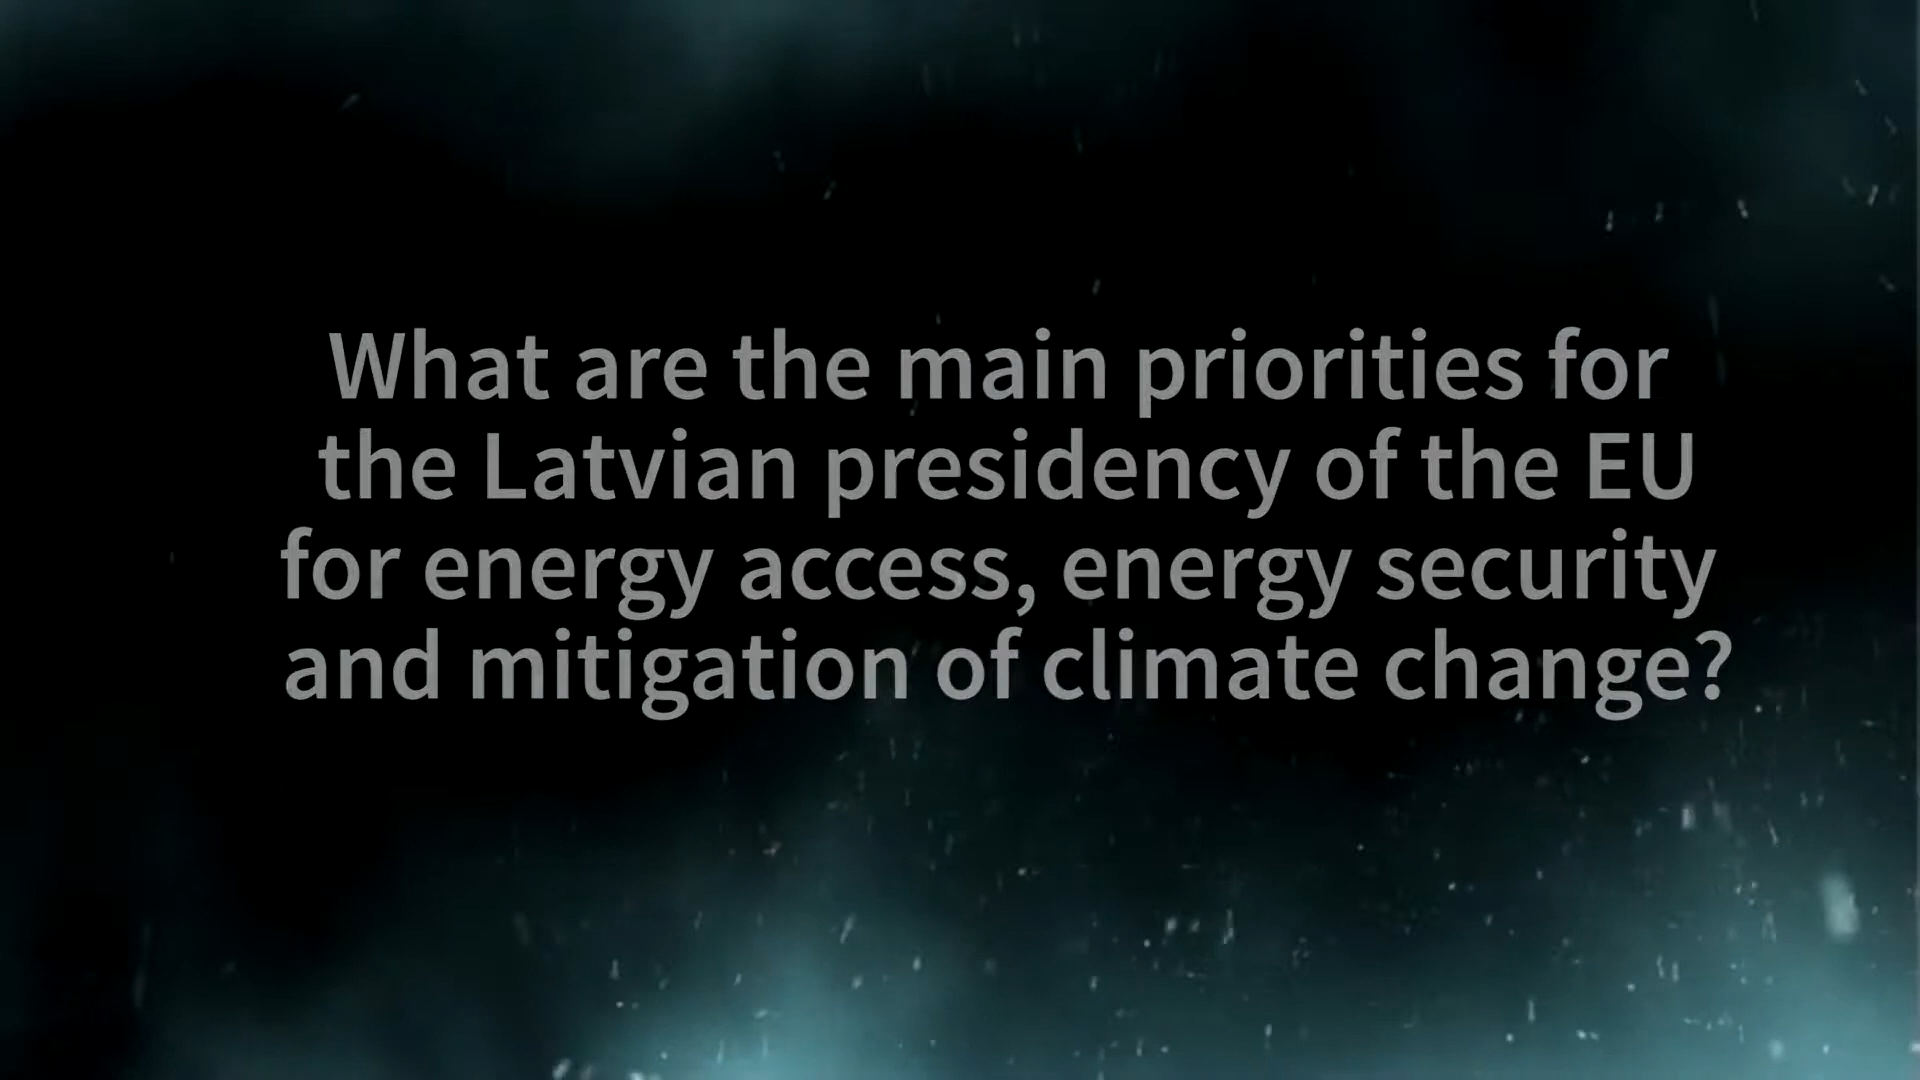 What are the main priorities for
the Latvian presidency of the EU
for energy access, energy security
and mitigation of climate change?